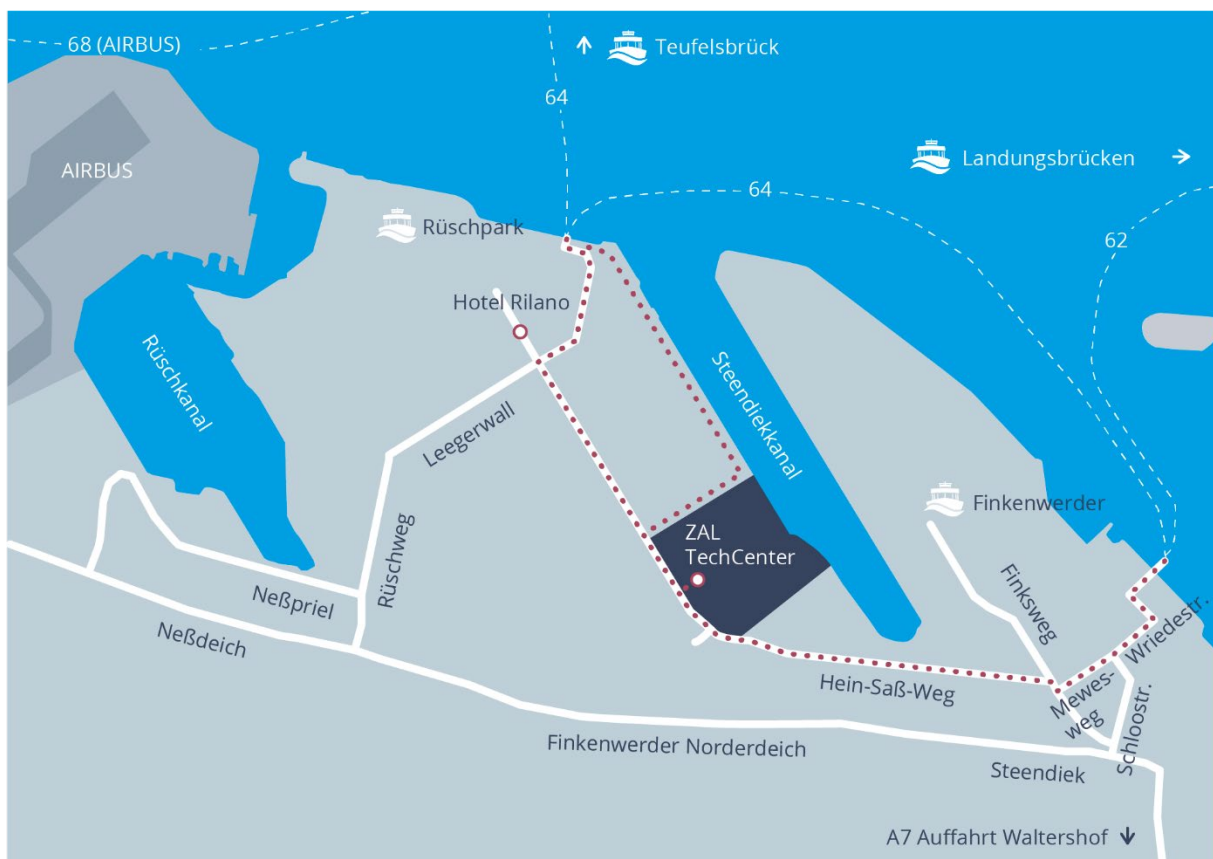 68 (AIRBUS)
Teufelsbrück
64
Landungsbrücken
AIRBUS
64
Rüschpark
62
Hotel Rilano
Rüschkanal
Steendiekkanal
Leegerwall
Finkenwerder
ZAL
TechCenter
Rüschweg
Finksweg
Neßpriel
Wriedestr.
Neßdeich
Hein-Saß-Weg
Mewes-
weg
Schloostr.
Finkenwerder Norderdeich
Steendiek
A7 Auffahrt Waltershof